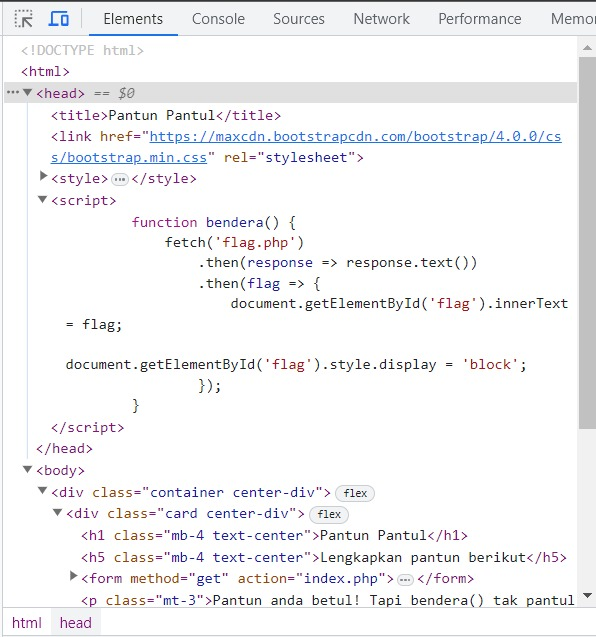 Elements Console Sources Network Performance Memor
<!DOCTYPE html>
<html>
<head> == $0
<title>Pantun Pantul</title>
<link href="https://maxcdn.bootstrapcdn.com/bootstrap/4.0.0/cs
s/bootstrap.min.css" rel="stylesheet">
<style> </style>
<script>
function bendera() {
fetch('flag.php')
.then(response => response.text())
.then(flag => {
document.getElementById('flag').innerText
= flag;
document.getElementById('flag').style.display = 'block';
});
}
</script>
</head>
<body>
<div class="container center-div"> flex
<div class="card center-div"> flex
<h1 class="mb-4 text-center">Pantun Pantul</h1>
<h5 class="mb-4 text-center">Lengkapkan pantun berikut</h5>
<form method="get" action="index.php"> </form>
<p class="mt-3">Pantun anda betul! Tapi bendera() tak pantul
html head